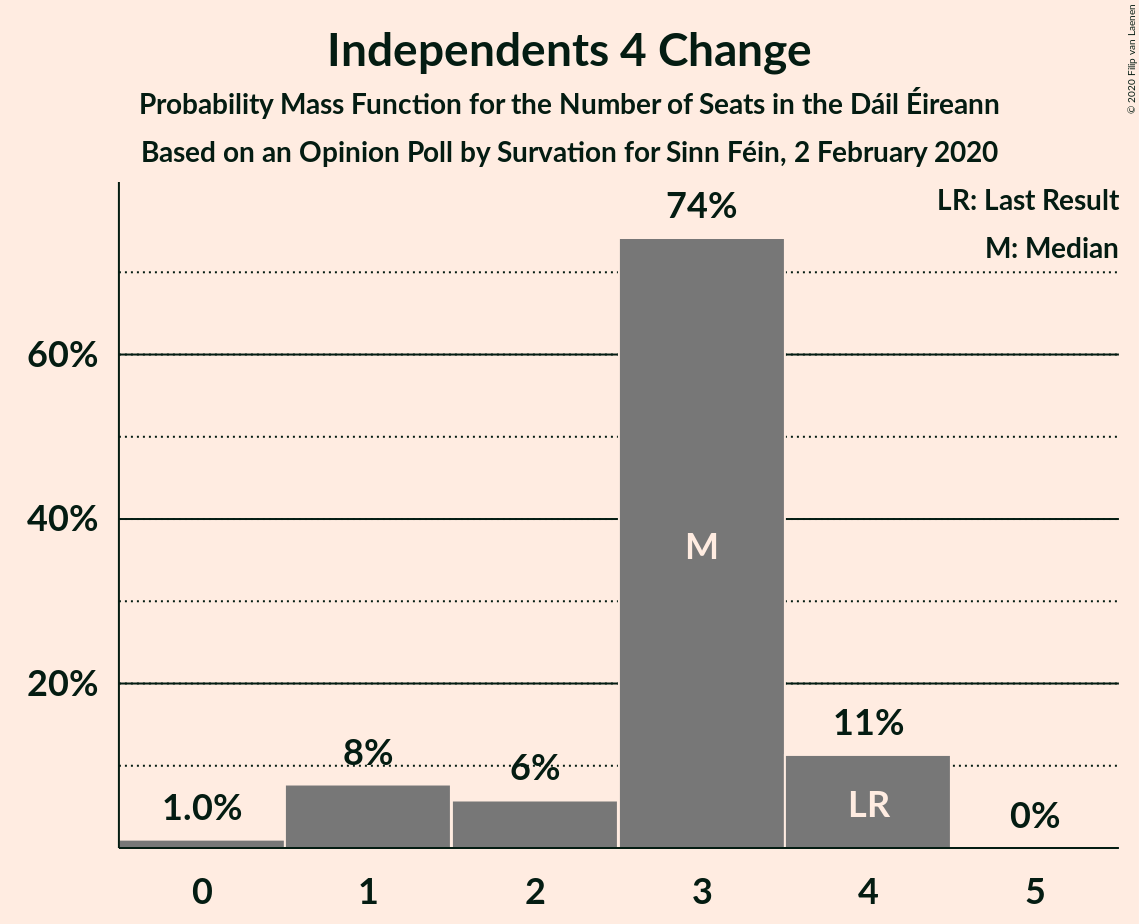 Independents 4 Change
Probability Mass Function for the Number of Seats in the Dáil Éireann
Based on an Opinion Poll by Survation for Sinn Féin, 2 February 2020
© 2020 Filip van Laenen
LR: Last Result
M: Median
74%
60%
40%
20%
M
11%
8%
6%
1.0%
LR
0%
0 1 2 3 4 5